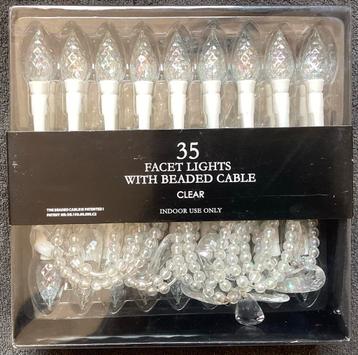 35
FACET LIGHTS
WITH BEADED CABLE
CLEAR
THE BEADED CABLE IS PATENTED !
INDOOR USE ONLY